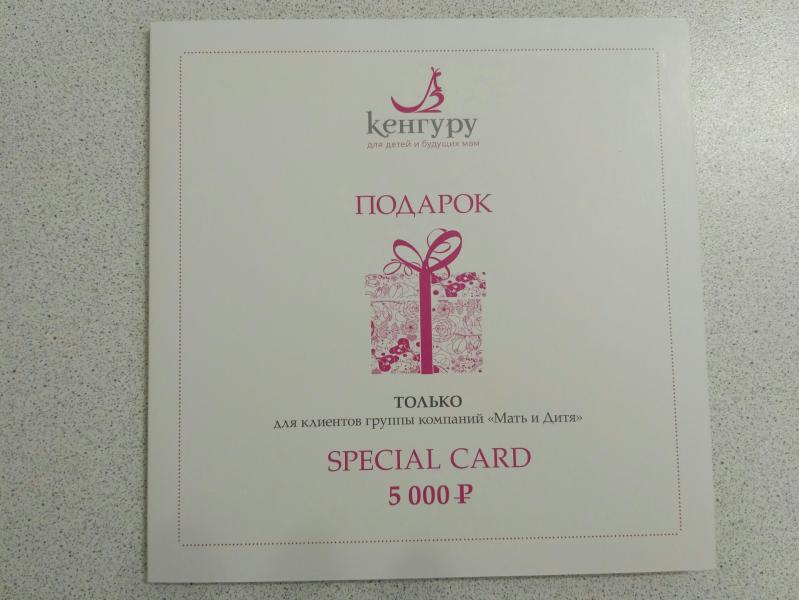 кенгуру
для детей и будущих мам
ПОДАРОК
ТОЛЬКО
для клиентов группы компаний «Мать и Дитя»
SPECIAL CARD
5 000 ₽